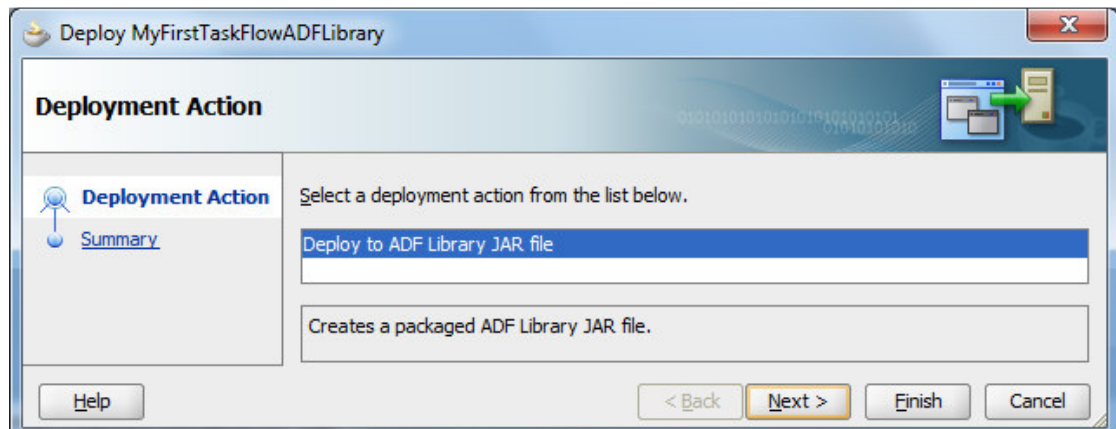 Deploy MyFirstTaskFlowADFLibrary
Deployment Action
Deployment Action
Summary
Select a deployment action from the list below.
Deploy to ADF Library JAR file
Creates a packaged ADF Library JAR file.
Help
< Back
Next >
Finish
Cancel